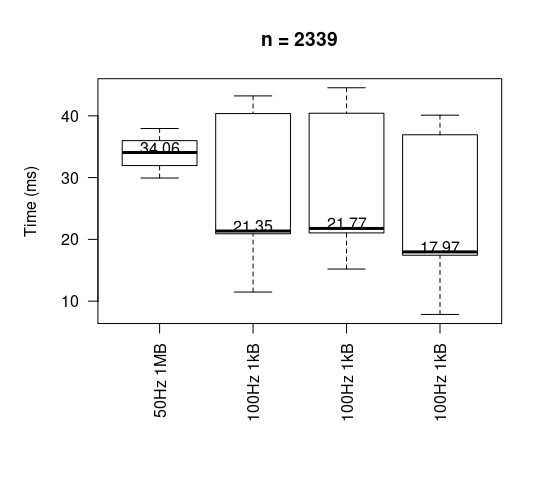 n = 2339
Time (ms)
40
30
20
10
34.06
21.35
21.77
17.97
50Hz 1MB
100Hz 1kB
100Hz 1kB
100Hz 1kB